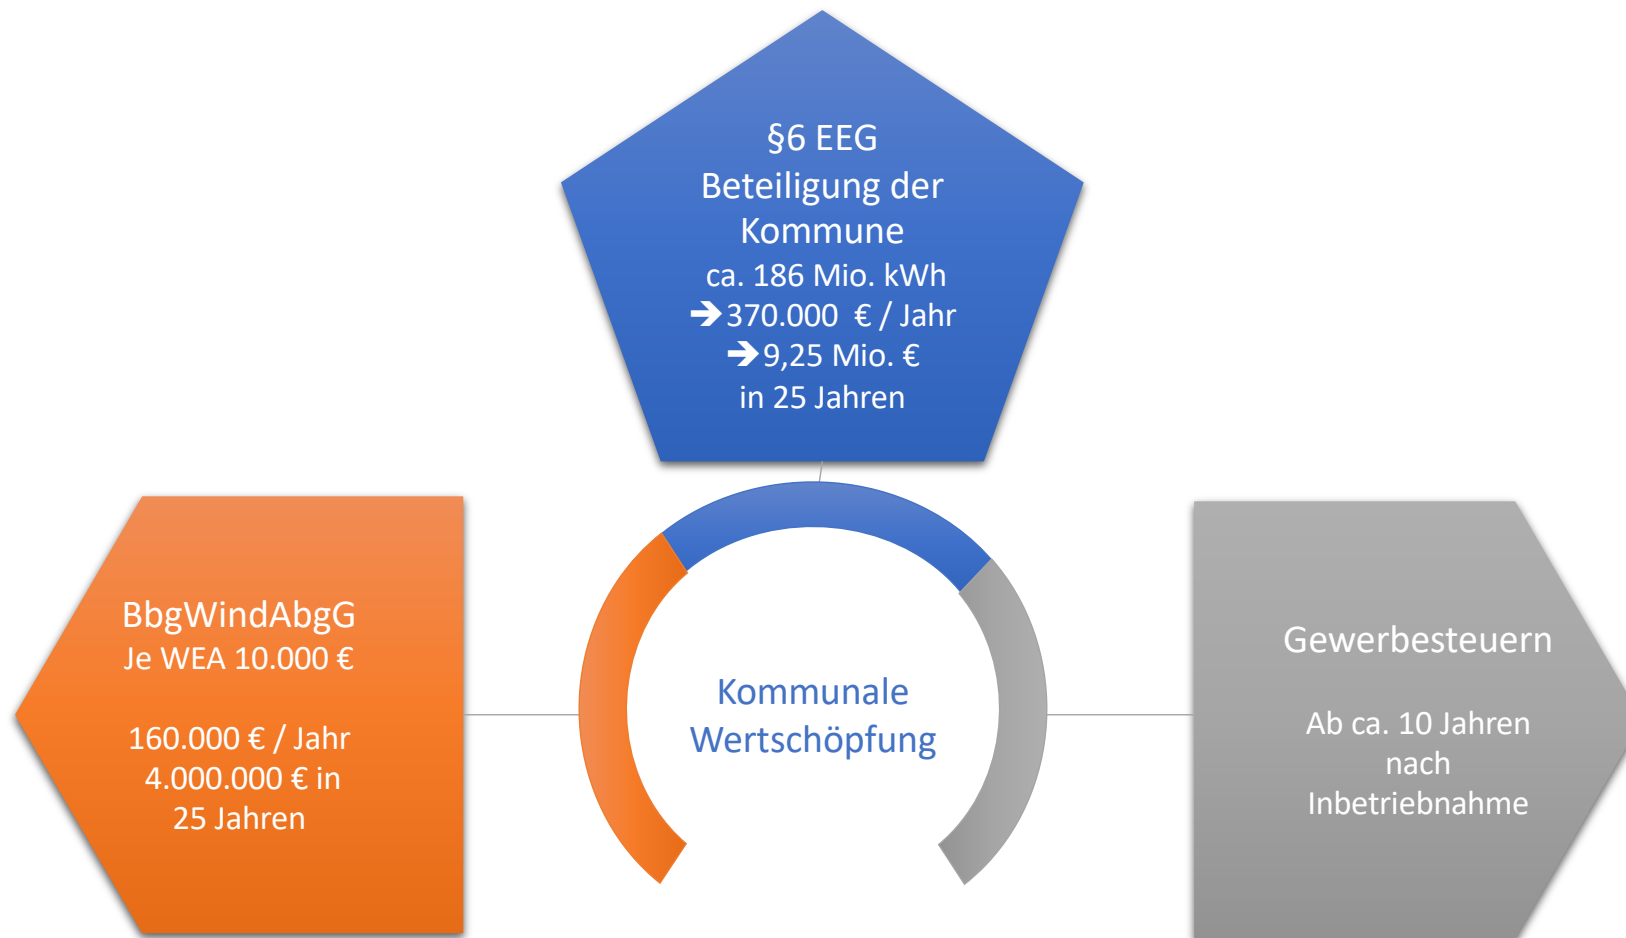 §6 EEG
Beteiligung der
Kommune
ca. 186 Mio. kWh
➔370.000 € / Jahr
➔9,25 Mio. €
in 25 Jahren
BbgWindAbgG
Je WEA 10.000 €
160.000 € / Jahr
4.000.000 € in
25 Jahren
Kommunale
Wertschöpfung
Gewerbesteuern
Ab ca. 10 Jahren
nach
Inbetriebnahme